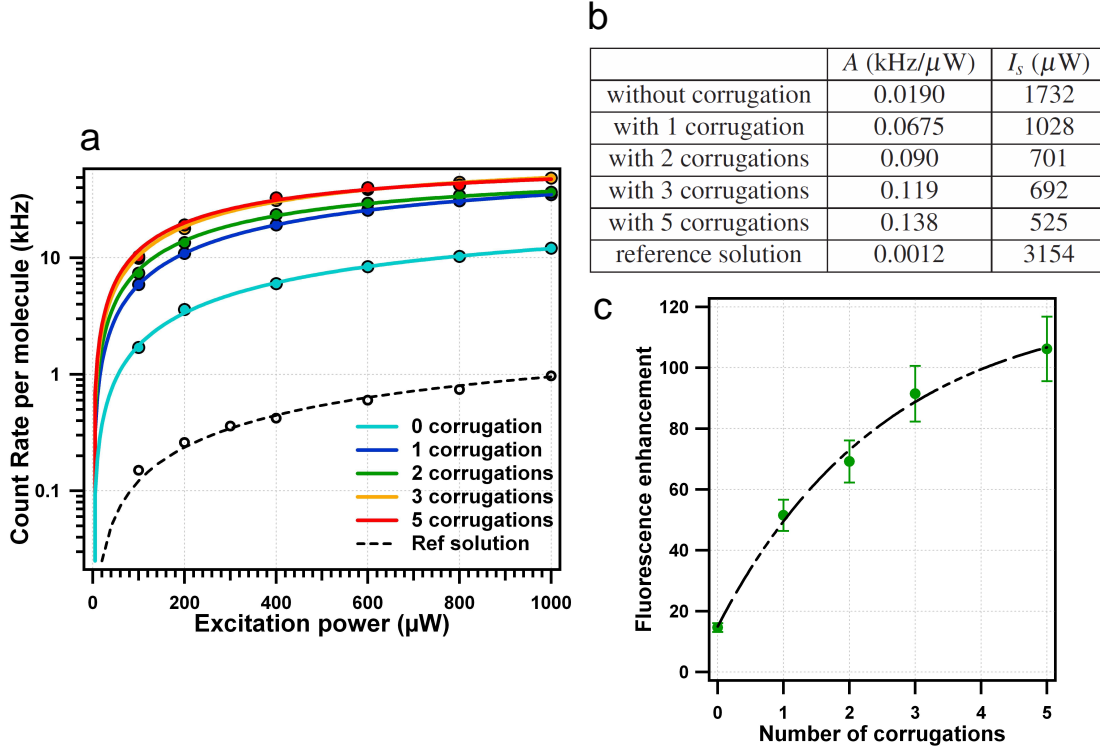 a
Count Rate per molecule (kHz)
10
1
0.1
0 corrugation
1 corrugation
2 corrugations
3 corrugations
5 corrugations
Ref solution
0 200 400 600 800 1000
Excitation power (µW)
b
A (kHz/µW) I_s (µW)
without corrugation 0.0190 1732
with 1 corrugation 0.0675 1028
with 2 corrugations 0.090 701
with 3 corrugations 0.119 692
with 5 corrugations 0.138 525
reference solution 0.0012 3154
c
Fluorescence enhancement
120
100
80
60
40
20
0
0 1 2 3 4 5
Number of corrugations